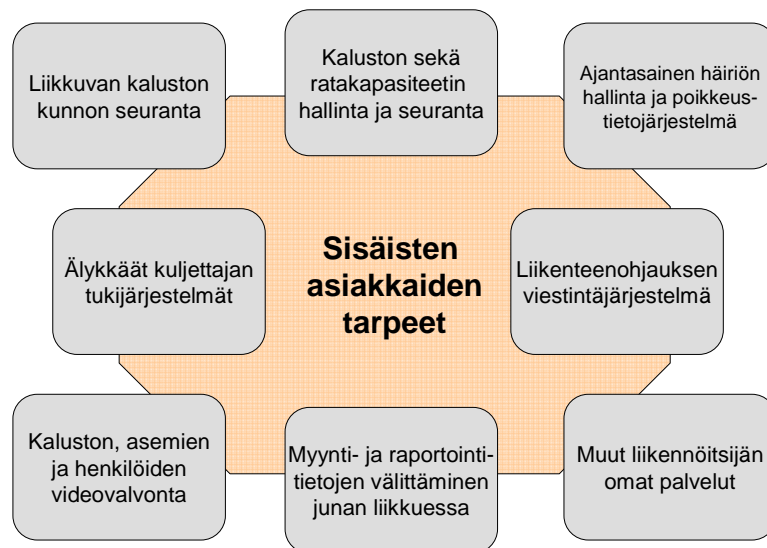 Liikkuvan kaluston
kunnon seuranta
Kaluston sekä
ratakapasiteetin
hallinta ja seuranta
Ajantasainen häiriön
hallinta ja poikkeus-
tietojärjestelmä
Älykkäät kuljettajan
tukijärjestelmät
Sisäisten
asiakkaiden
tarpeet
Liikenteenohjauksen
viestintäjärjestelmä
Kaluston, asemien
ja henkilöiden
videovalvonta
Myynti- ja raportointi-
tietojen välittäminen
junan liikkuessa
Muut liikennöitsijän
omat palvelut